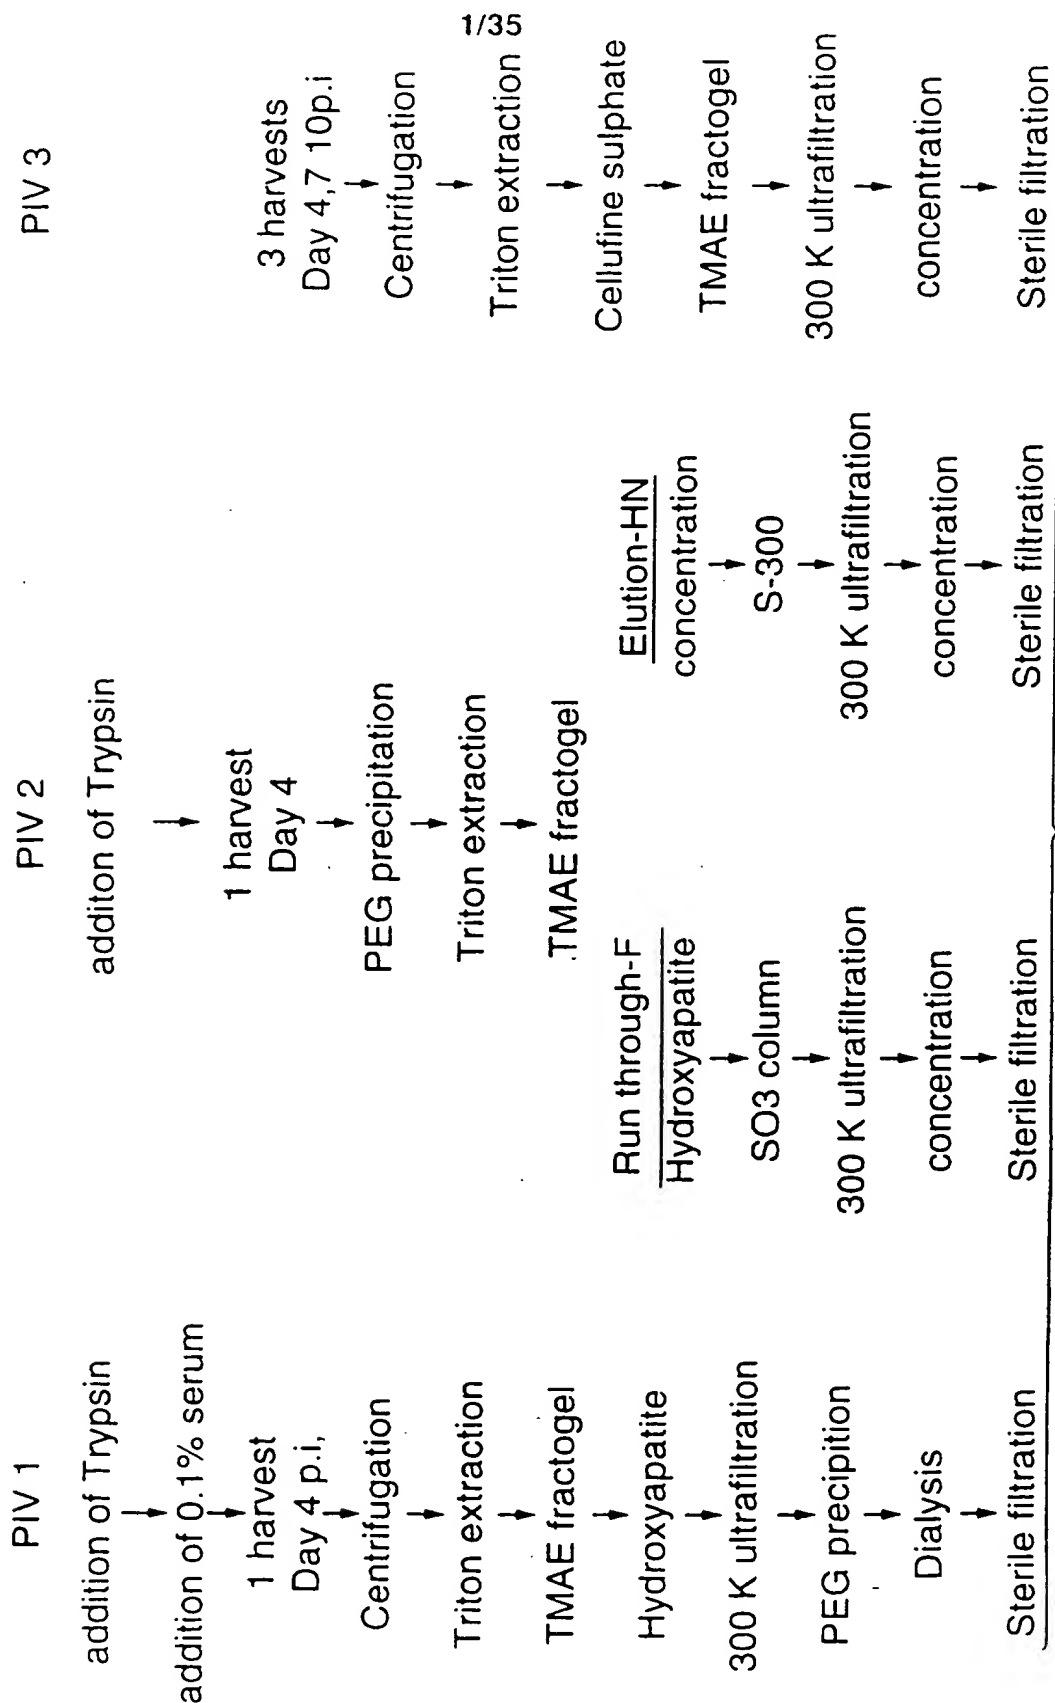 1/35
PIV 1
addition of Trypsin
addition of 0.1% serum
1 harvest
Day 4 p.i,
Centrifugation
Triton extraction
TMAE fractogel
Hydroxyapatite
300 K ultrafiltration
PEG precipition
Dialysis
Sterile filtration
PIV 2
additon of Trypsin
1 harvest
Day 4
PEG precipitation
Triton extraction
.TMAE fractogel
Run through-F
Hydroxyapatite
SO3 column
300 K ultrafiltration
concentration
Sterile filtration
Elution-HN
concentration
S-300
300 K ultrafiltration
concentration
Sterile filtration
PIV 3
3 harvests
Day 4,7 10p.i
Centrifugation
Triton extraction
Cellufine sulphate
TMAE fractogel
300 K ultrafiltration
concentration
Sterile filtration